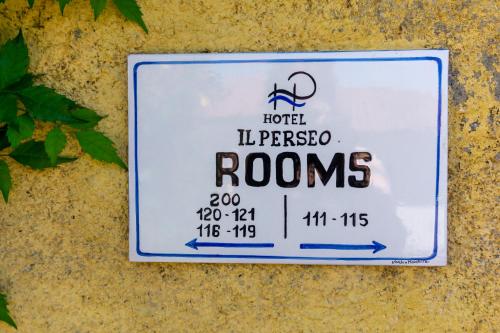 HOTEL
IL PERSEO
ROOMS
200
120 - 121
116 - 119
111 - 115